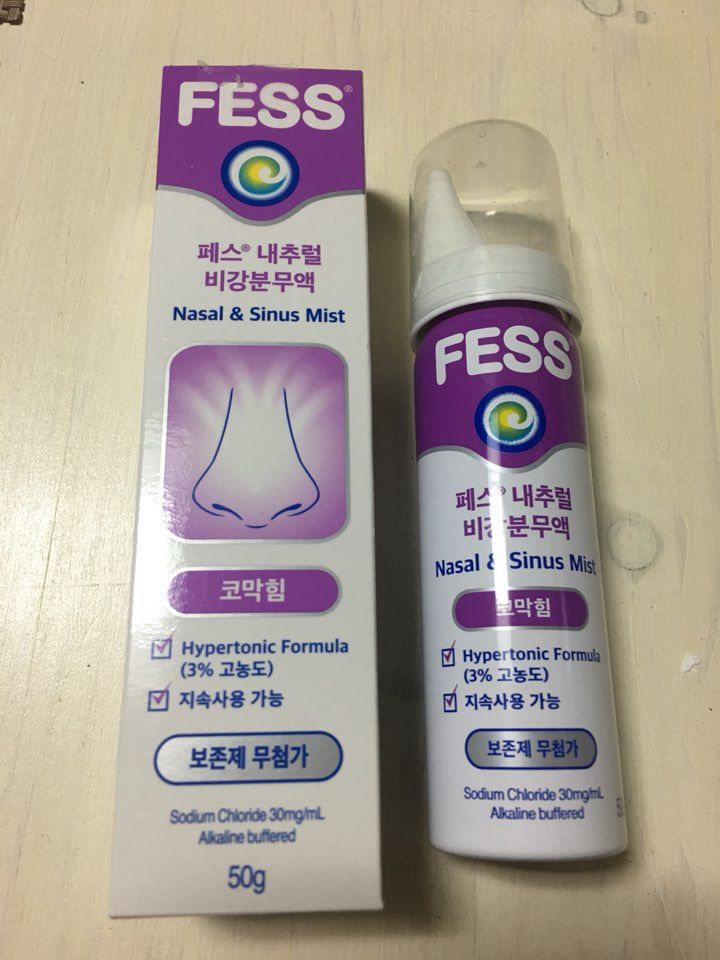 FESS®
페스® 내추럴
비강분무액
Nasal & Sinus Mist
코막힘
Hypertonic Formula
(3% 고농도)
지속사용 가능
보존제 무첨가
Sodium Chloride 30mg/mL
Alkaline buffered
50g
FESS
페스® 내추럴
비강분무액
Nasal & Sinus Mist
코막힘
Hypertonic Formula
(3% 고농도)
지속사용 가능
보존제 무첨가
Sodium Chloride 30mg/mL
Alkaline buffered